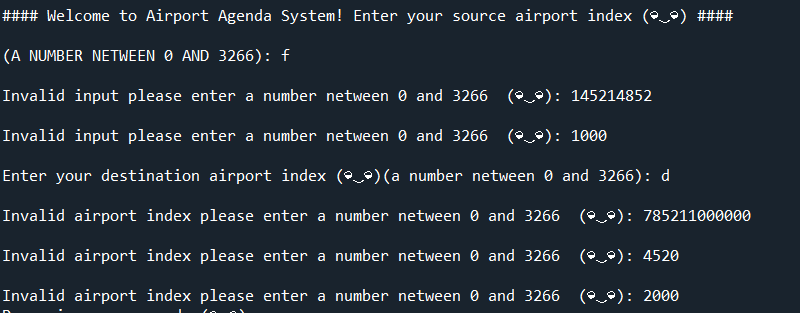 #### Welcome to Airport Agenda System! Enter your source airport index (◕‿◕) ####
(A NUMBER NETWEEN 0 AND 3266): f
Invalid input please enter a number netween 0 and 3266  (◕‿◕): 145214852
Invalid input please enter a number netween 0 and 3266  (◕‿◕): 1000
Enter your destination airport index (◕‿◕)(a number netween 0 and 3266): d
Invalid airport index please enter a number netween 0 and 3266  (◕‿◕): 785211000000
Invalid airport index please enter a number netween 0 and 3266  (◕‿◕): 4520
Invalid airport index please enter a number netween 0 and 3266  (◕‿◕): 2000